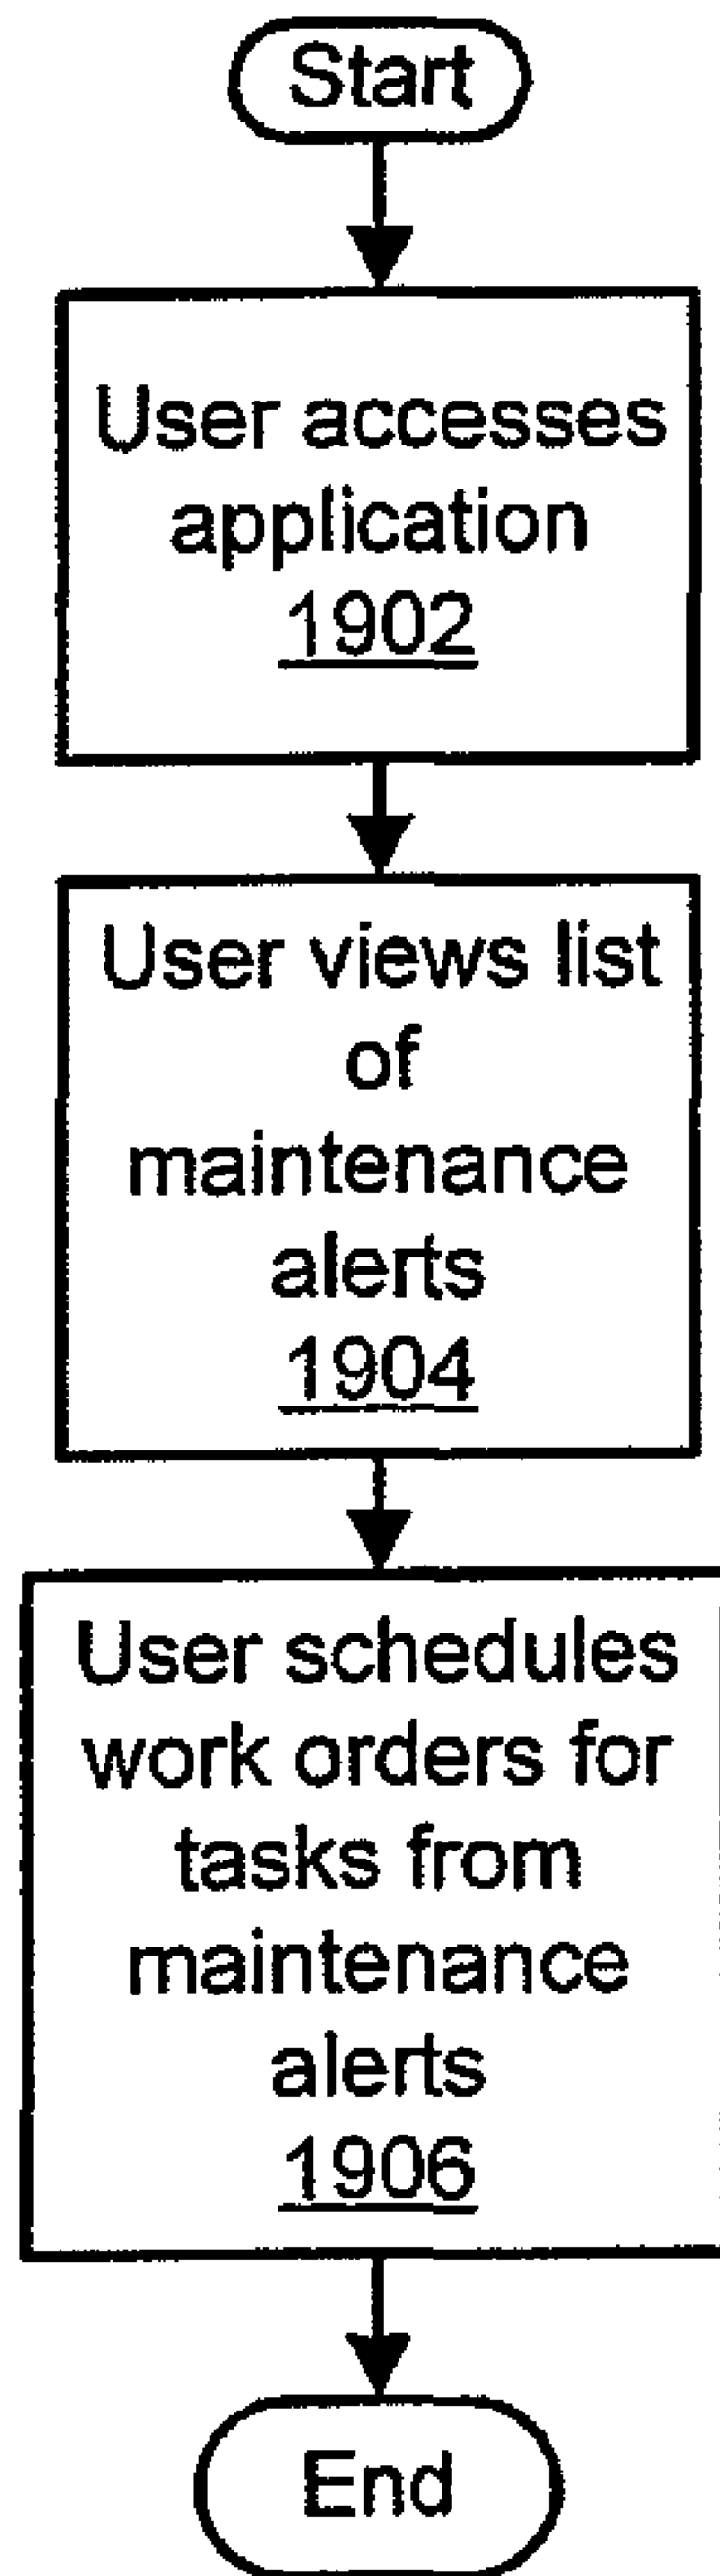 Start
User accesses
application
1902
User views list
of
maintenance
alerts
1904
User schedules
work orders for
tasks from
maintenance
alerts
1906
End